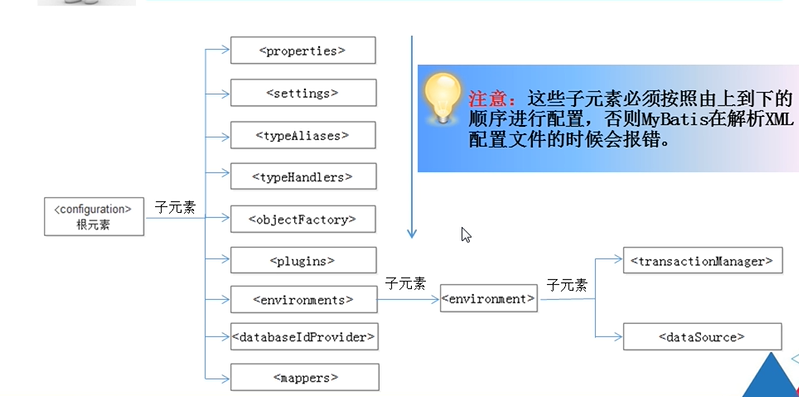 <properties>
<settings>
<typeAliases>
<typeHandlers>
<configuration>
根元素
子元素
<objectFactory>
<plugins>
<environments>
子元素
<environment>
子元素
<transactionManager>
<dataSource>
<databaseIdProvider>
<mappers>
注意：这些子元素必须按照由上到下的
顺序进行配置，否则MyBatis在解析XML
配置文件的时候会报错。